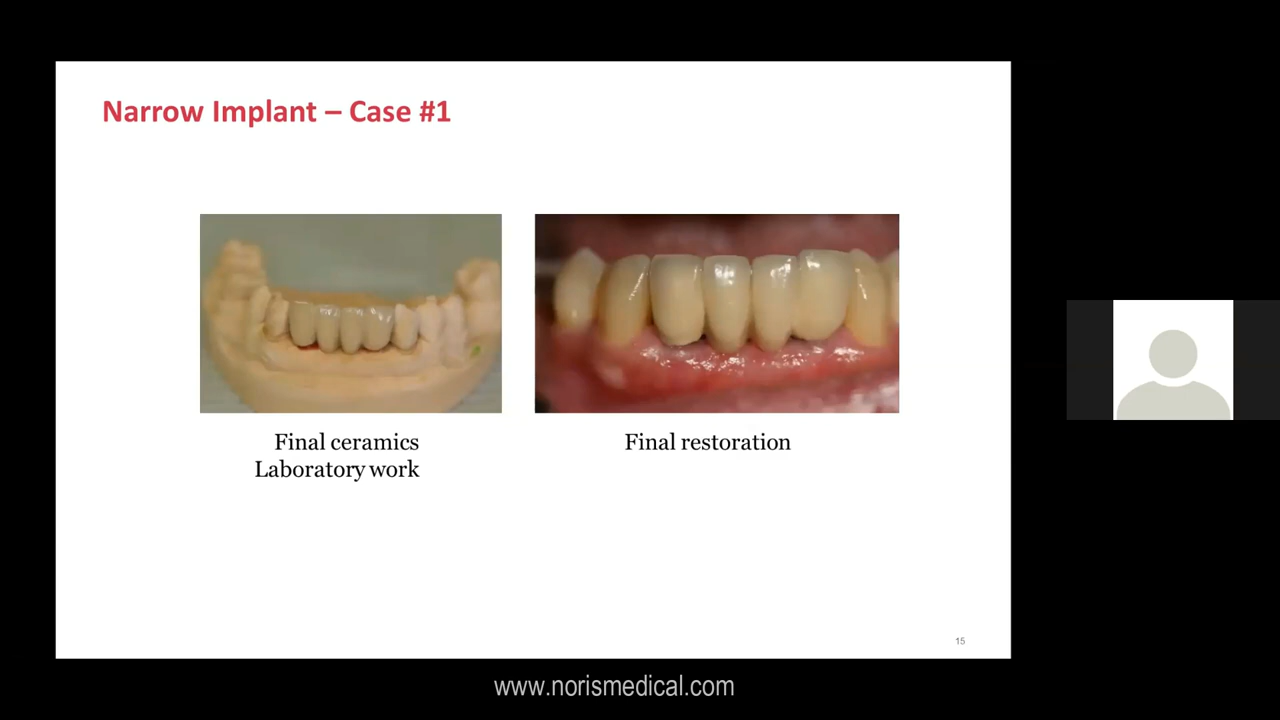 Narrow Implant – Case #1
Final ceramics
Laboratory work
Final restoration
15
www.norismedical.com